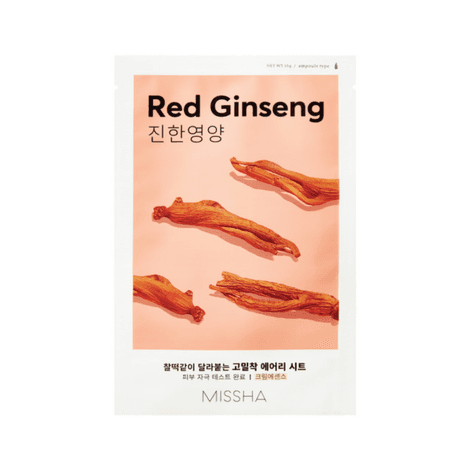 Red Ginseng
진한영양
찰떡같이 달라붙는 고밀착 에어리 시트
피부 자극 테스트 완료 | 크림에센스
MISSHA